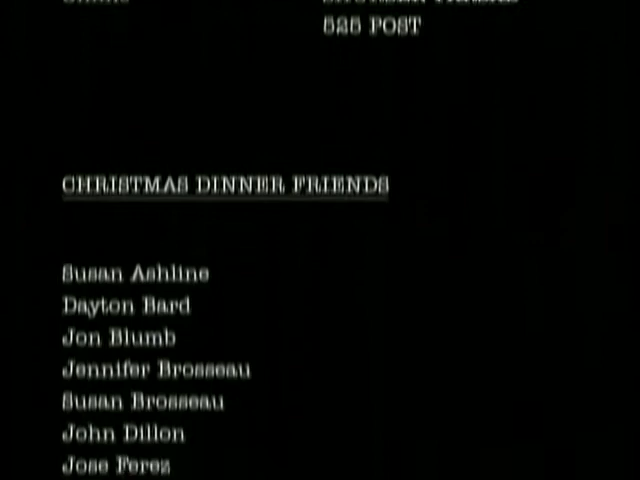 525 POST
CHRISTMAS DINNER FRIENDS
Susan Ashline
Dayton Bard
Jon Blumb
Jennifer Brosseau
Susan Brosseau
John Dillon
Jose Perez